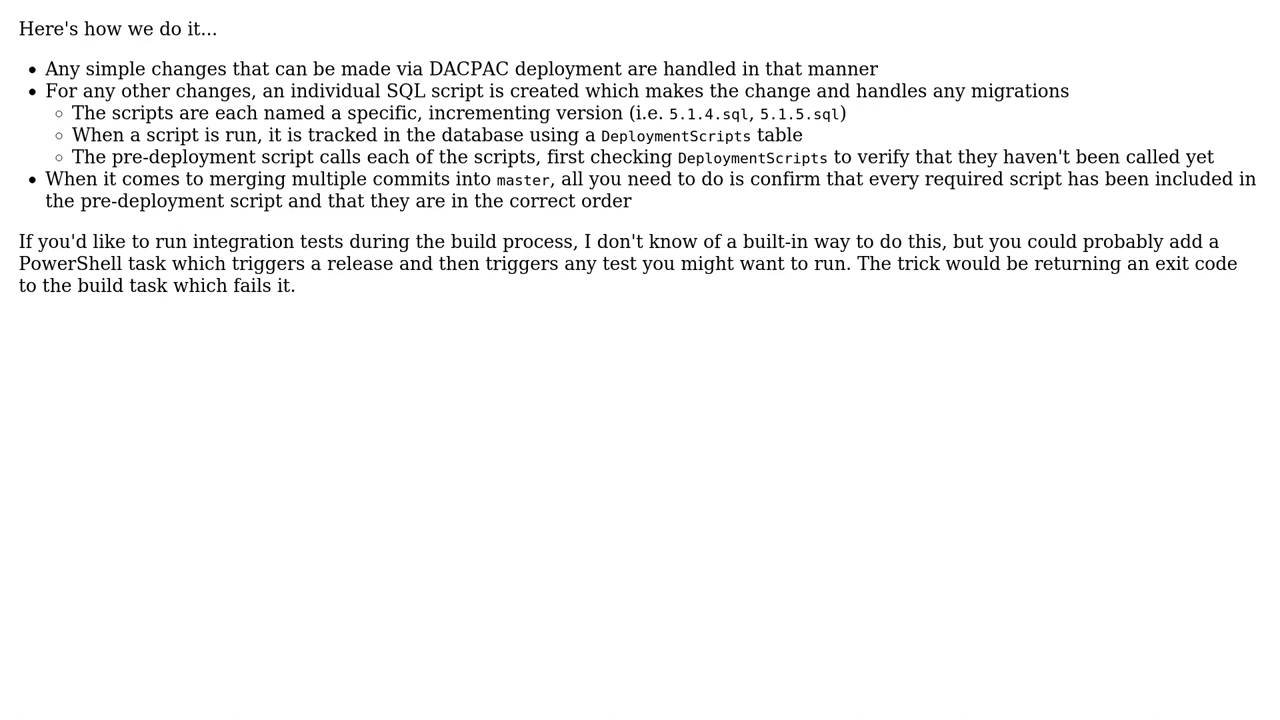 Here's how we do it...
• Any simple changes that can be made via DACPAC deployment are handled in that manner
• For any other changes, an individual SQL script is created which makes the change and handles any migrations
◦ The scripts are each named a specific, incrementing version (i.e. 5.1.4.sql, 5.1.5.sql)
◦ When a script is run, it is tracked in the database using a DeploymentScripts table
◦ The pre-deployment script calls each of the scripts, first checking DeploymentScripts to verify that they haven't been called yet
• When it comes to merging multiple commits into master, all you need to do is confirm that every required script has been included in
the pre-deployment script and that they are in the correct order
If you'd like to run integration tests during the build process, I don't know of a built-in way to do this, but you could probably add a
PowerShell task which triggers a release and then triggers any test you might want to run. The trick would be returning an exit code
to the build task which fails it.